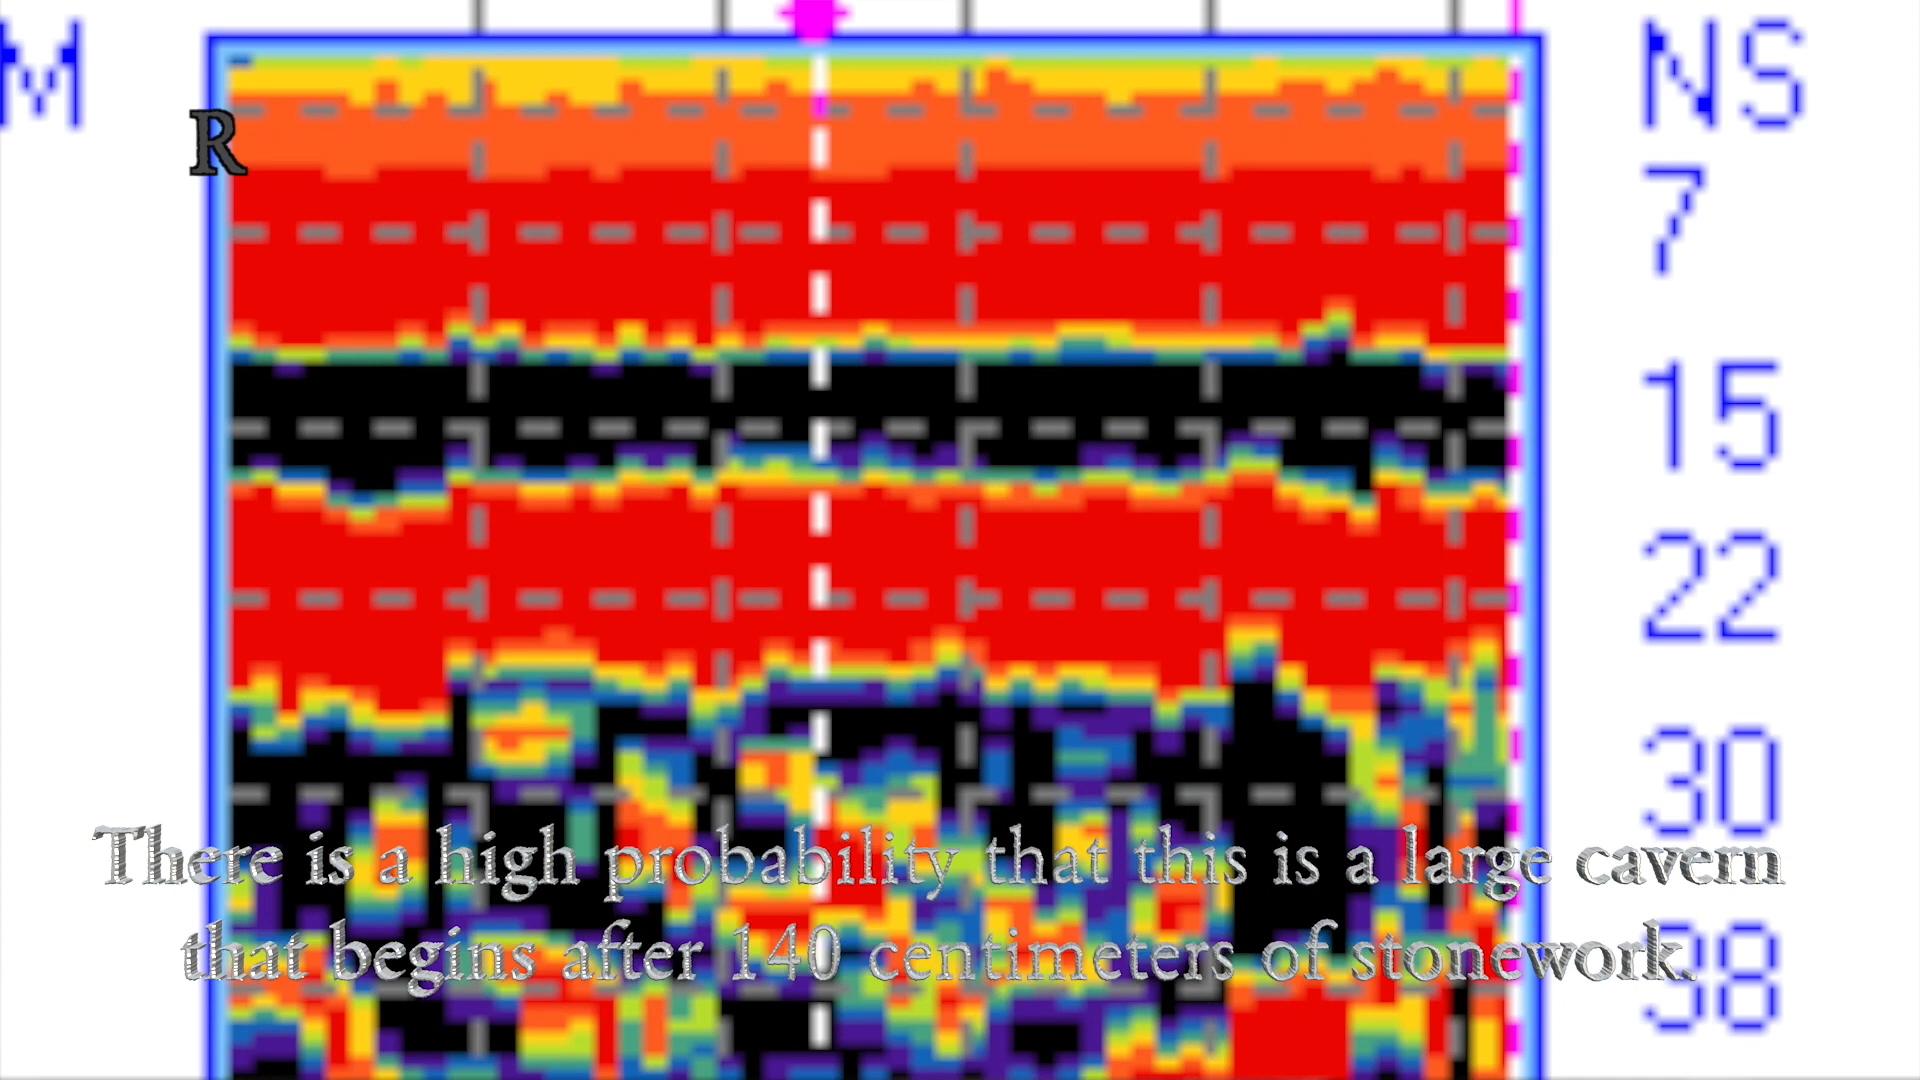 M
NS
R
7
15
22
30
There is a high probability that this is a large cavern
that begins after 140 centimeters of stonework.
38